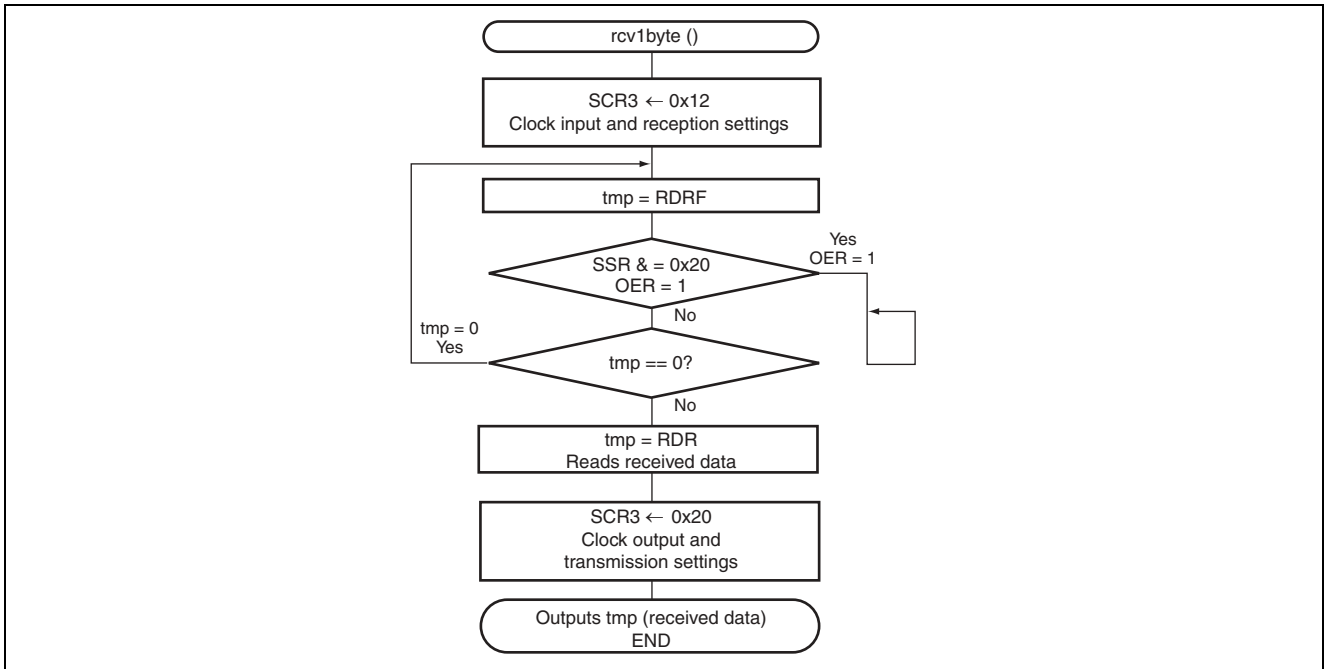 rcv1byte ()
SCR3 ← 0x12
Clock input and reception settings
tmp = RDRF
SSR & = 0x20
OER = 1
Yes
OER = 1
No
tmp = 0
Yes
tmp == 0?
No
tmp = RDR
Reads received data
SCR3 ← 0x20
Clock output and
transmission settings
Outputs tmp (received data)
END